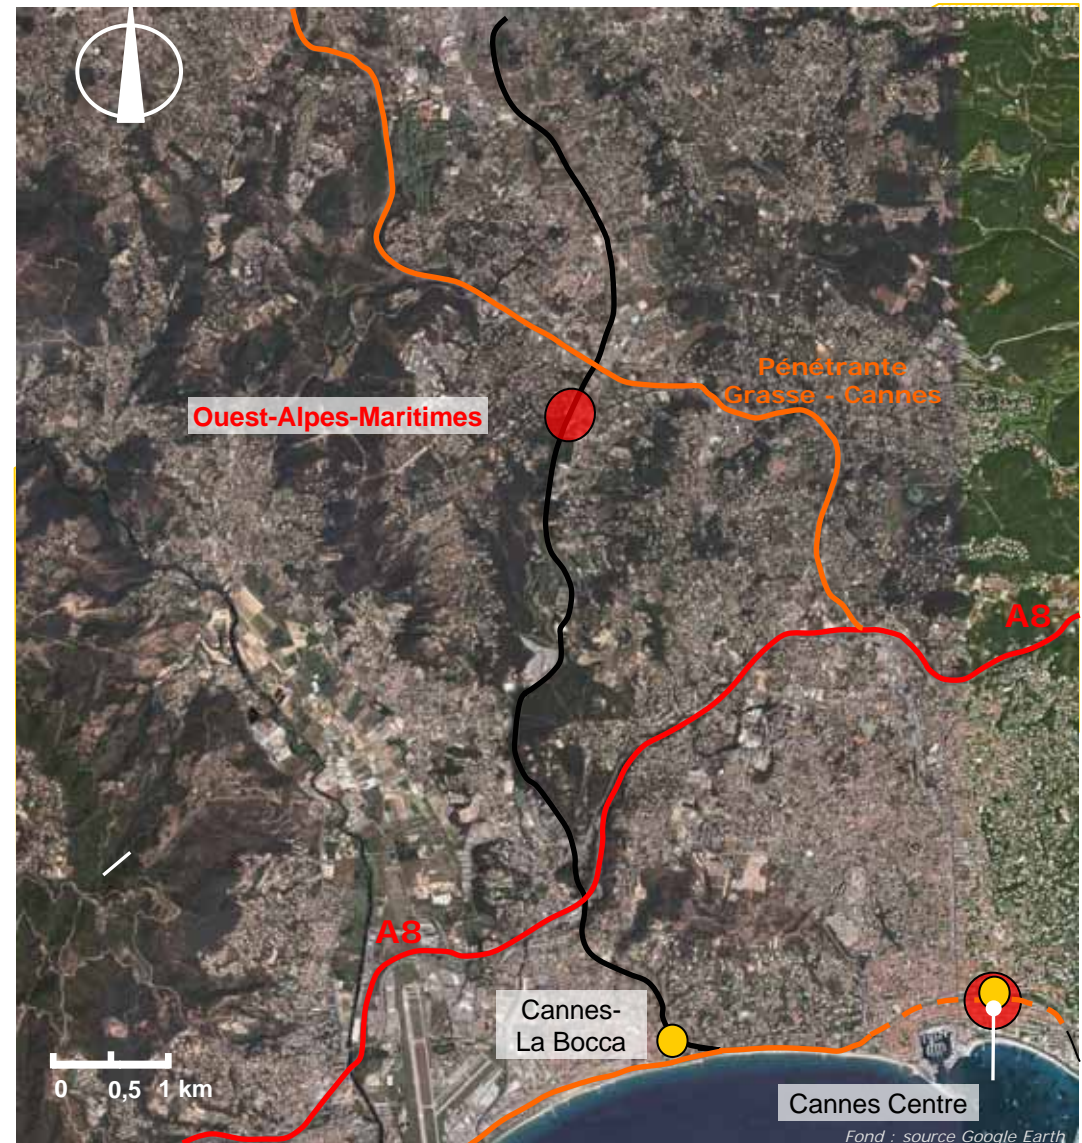 Pénétrante
Grasse - Cannes
Ouest-Alpes-Maritimes
A8
A8
Cannes-
La Bocca
0 0,5 1 km
Cannes Centre
Fond : source Google Earth